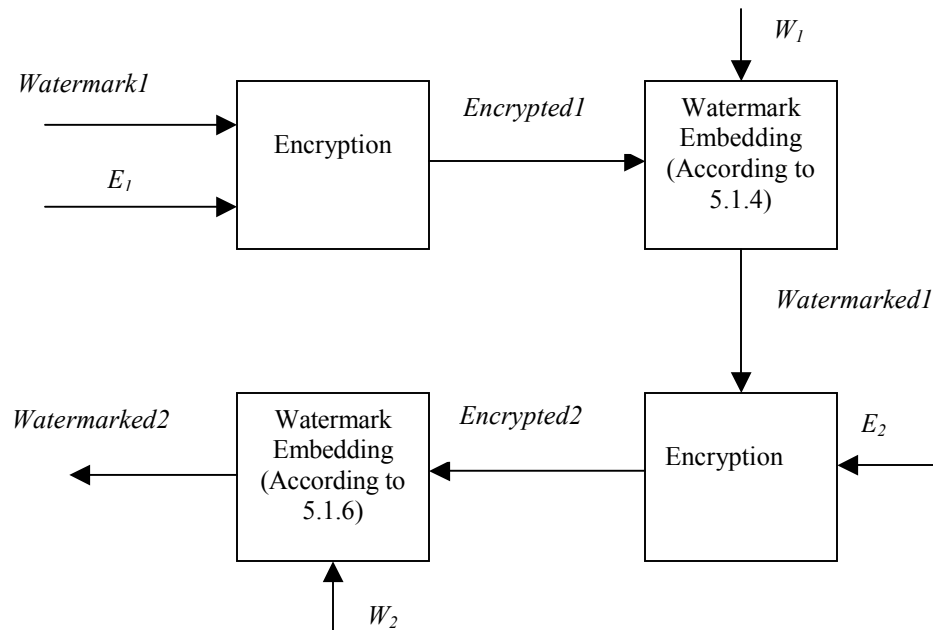 W₁
Watermark1
Encryption
E₁
Encrypted1
Watermark
Embedding
(According to
5.1.4)
Watermarked1
Watermarked2
Watermark
Embedding
(According to
5.1.6)
Encrypted2
Encryption
E₂
W₂